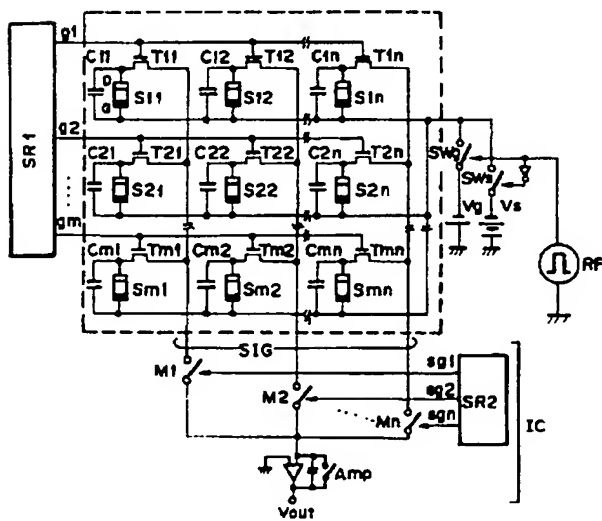 g1
C11 T11 C12 T12 C1n T1n
D
G S11 S12 S1n
SR1
g2
C21 T21 C22 T22 C2n T2n
S21 S22 S2n
SWg
SWs
Vg Vs
gm
Cm1 Tm1 Cm2 Tm2 Cmn Tmn
Sm1 Sm2 Smn
RF
SIG
M1 sg1
M2 sg2 SR2
Mn sgn
IC
Amp
Vout